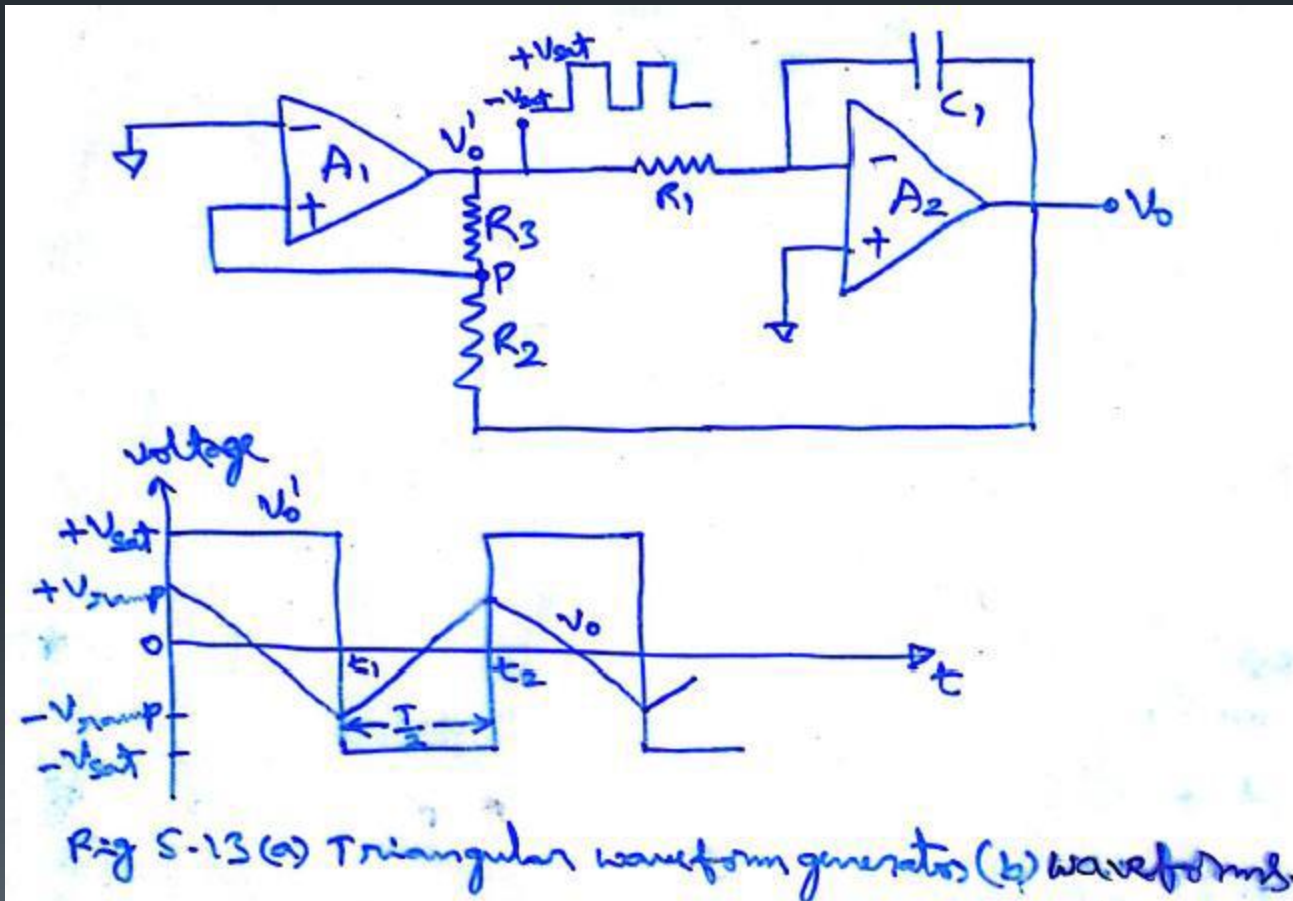 +Vsat
-Vsat
C1
-
A1
+
V0'
R3
P
R2
R1
-
A2
+
V0
voltage
V0'
+Vsat
+Vramp
0
-Vramp
-Vsat
t1
T/2
t2
V0
t
Fig 5.13 (a) Triangular waveform generator (b) waveforms.